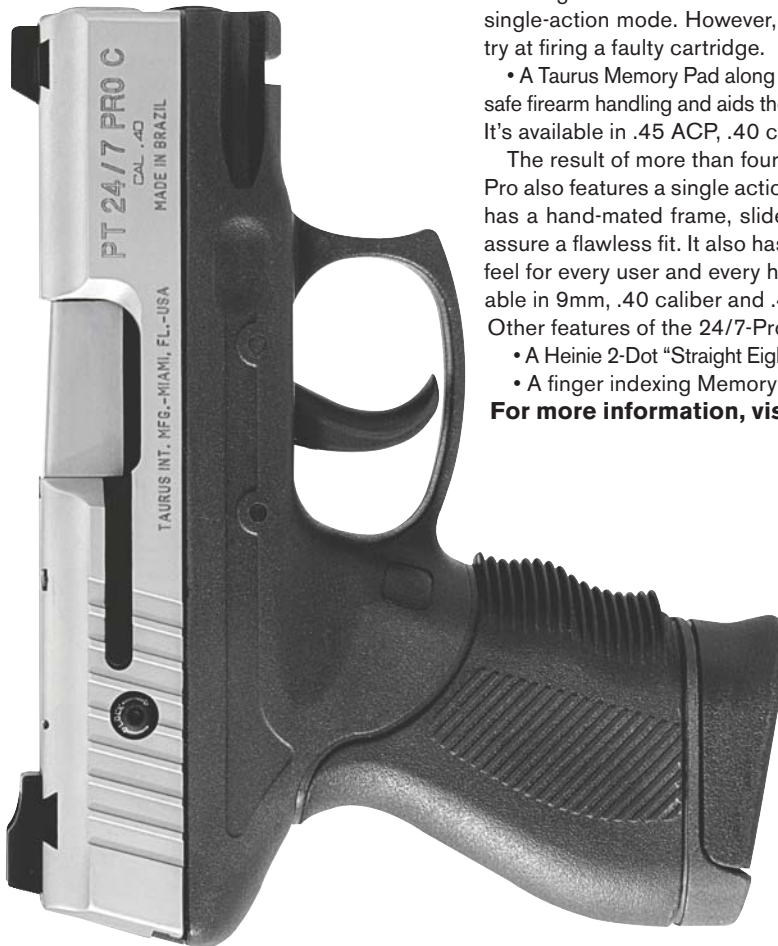 single-action mode. However,
try at firing a faulty cartridge.
• A Taurus Memory Pad along
safe firearm handling and aids the
It's available in .45 ACP, .40 c
The result of more than four
Pro also features a single actio
has a hand-mated frame, slide
assure a flawless fit. It also has
feel for every user and every h
able in 9mm, .40 caliber and .4
Other features of the 24/7-Pro
• A Heinie 2-Dot “Straight Eigh
• A finger indexing Memory
For more information, vis
PT 24/7 PRO C
CAL .40
MADE IN BRAZIL
TAURUS INT. MFG.-MIAMI, FL.-USA
LOCK